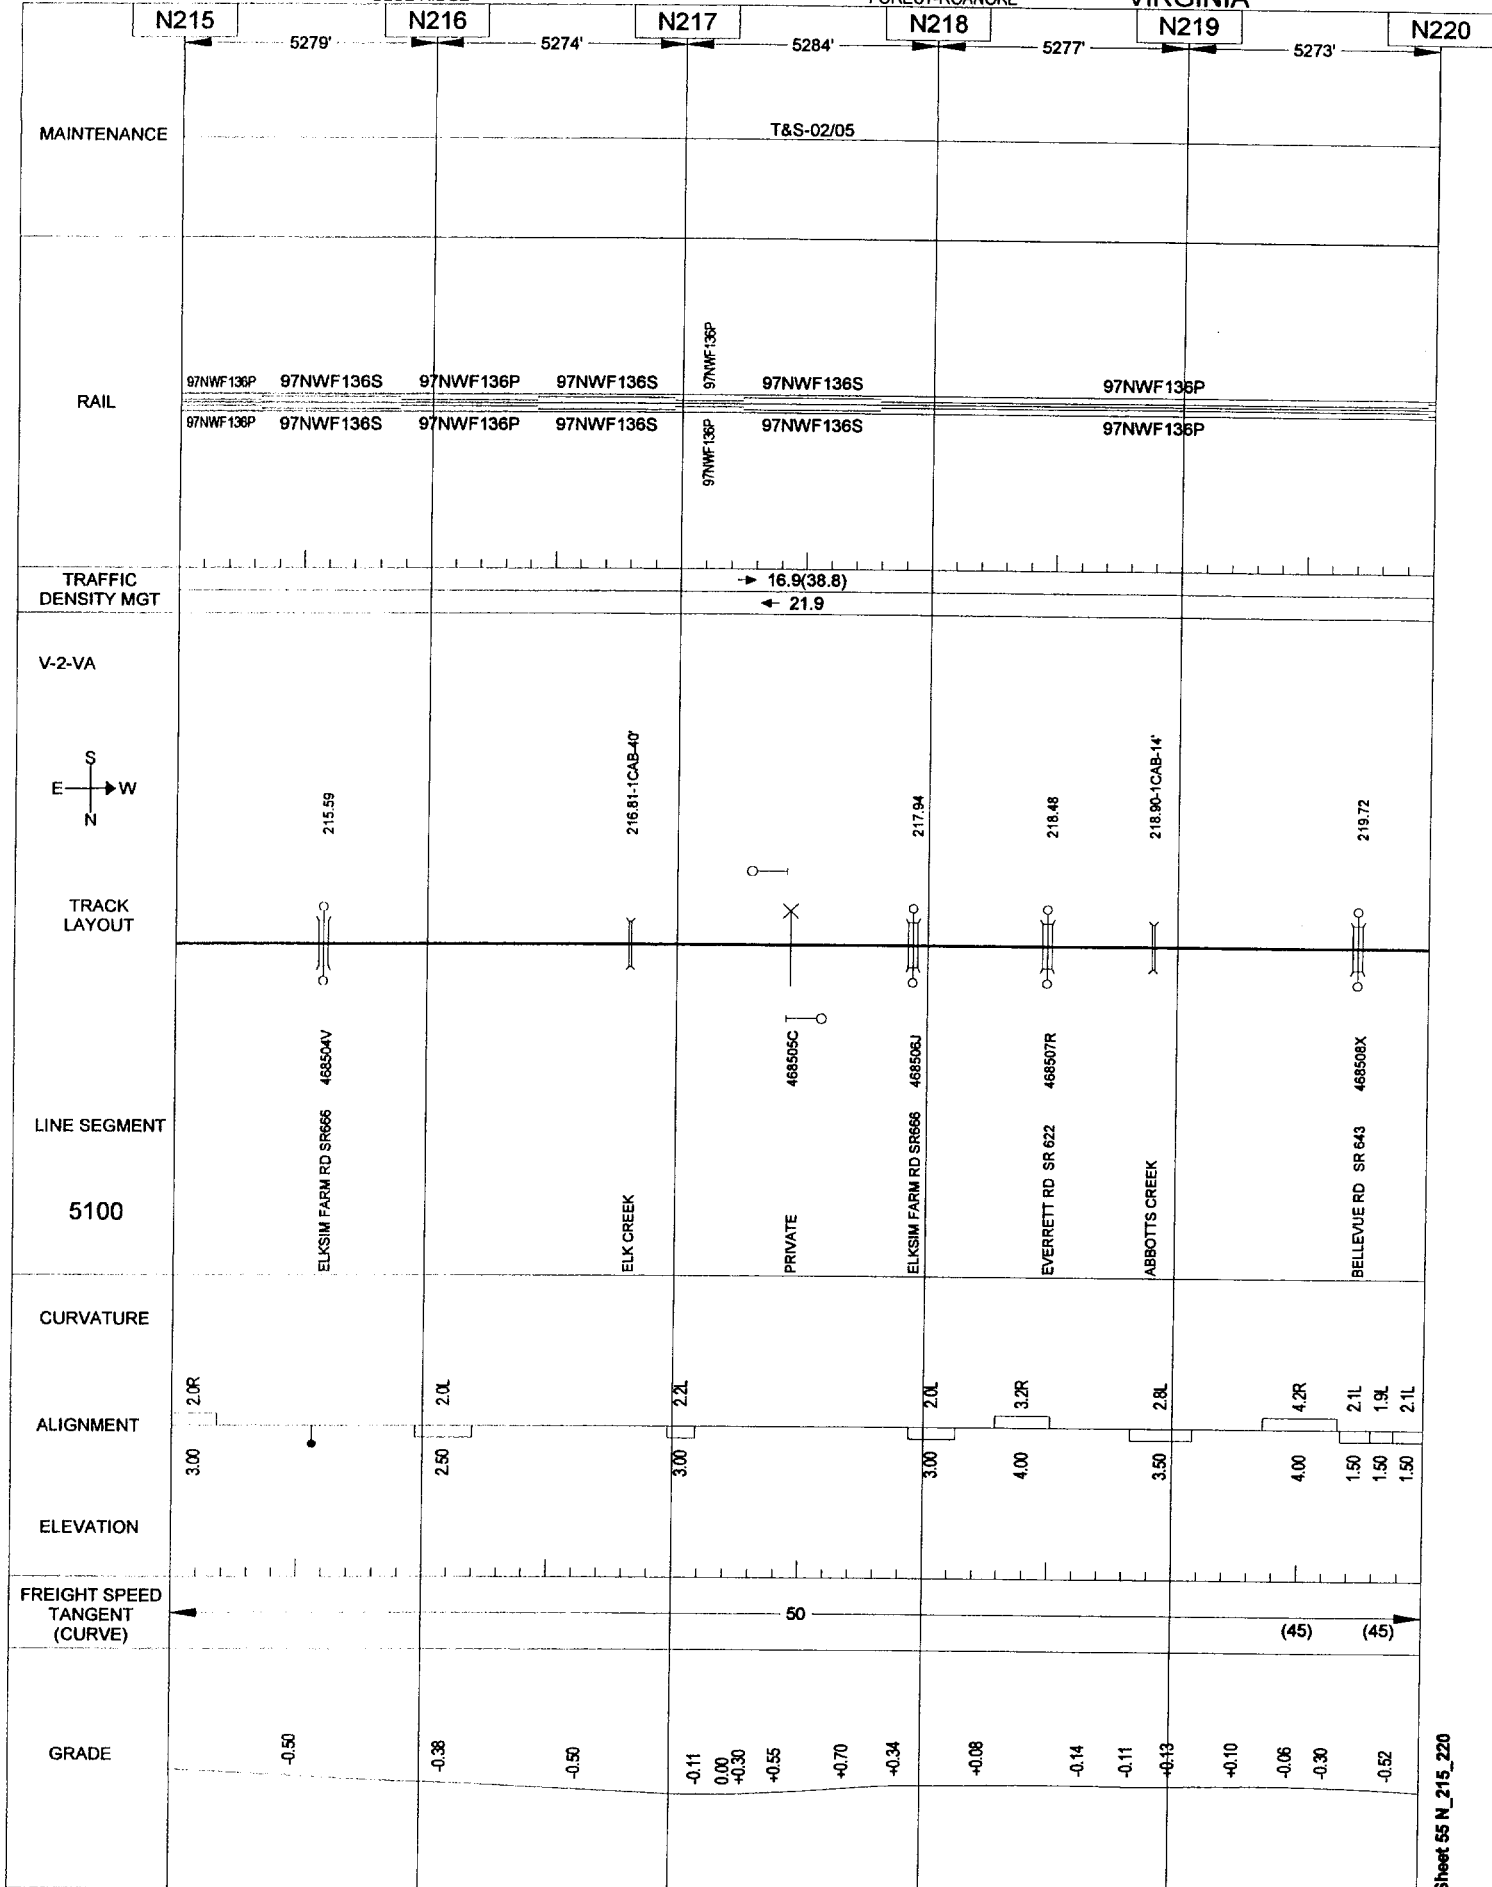 VIRGINIA
N215 N216 N217 N218 N219 N220
5279' 5274' 5284' 5277' 5273'
MAINTENANCE
T&S-02/05
RAIL
97NWF136P 97NWF136S 97NWF136P 97NWF136S 97NWF136P 97NWF136S 97NWF136P
97NWF136P 97NWF136S 97NWF136P 97NWF136S 97NWF136P 97NWF136S 97NWF136P
TRAFFIC
DENSITY MGT
16.9(38.8)
21.9
V-2-VA
S
E W
N
215.59
216.81-1CAB-40'
217.94
218.48
218.90-1CAB-14'
219.72
TRACK
LAYOUT
LINE SEGMENT
5100
ELKSIM FARM RD SR666 468504V
ELK CREEK
PRIVATE 468505C
ELKSIM FARM RD SR666 468506J
EVERRETT RD SR 622 468507R
ABBOTTS CREEK
BELLEVUE RD SR 643 468508X
CURVATURE
2.0R 2.0L 2.2L 2.0L 3.2R 2.8L 4.2R 2.1L 1.9L 2.1L
ALIGNMENT
3.00 2.50 3.00 3.00 4.00 3.50 4.00 1.50 1.50 1.50
ELEVATION
FREIGHT SPEED
TANGENT
(CURVE)
50
(45) (45)
GRADE
-0.50 -0.38 -0.50 -0.11 0.00 +0.30 +0.55 +0.70 +0.34 +0.08 -0.14 -0.11 +0.13 +0.10 -0.06 -0.30 -0.52
Sheet 55 N_215_220